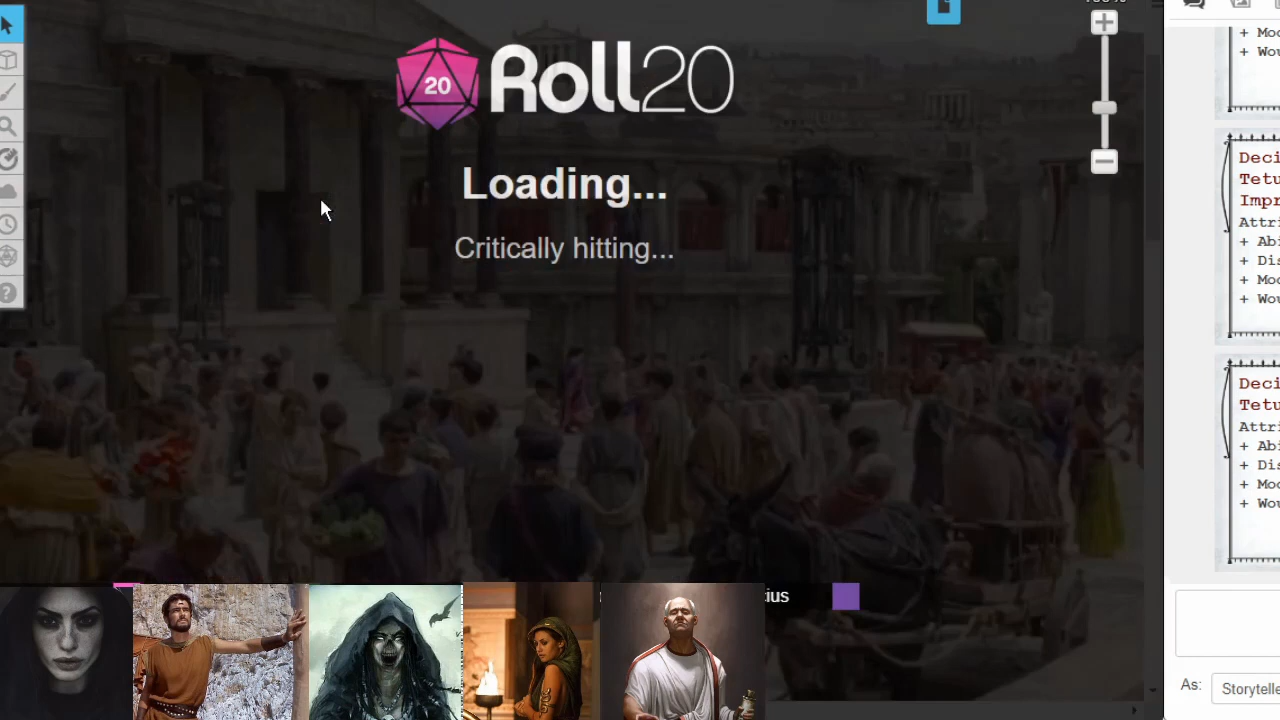 20 Roll20
Loading...
Critically hitting...
ius
+ Mod
+ Wou
Deci
Tetu
Impr
Attri
+ Abi
+ Dis
+ Mod
+ Wou
Deci
Tetu
Attri
+ Abi
+ Dis
+ Mod
+ Wou
As:
Storytelle